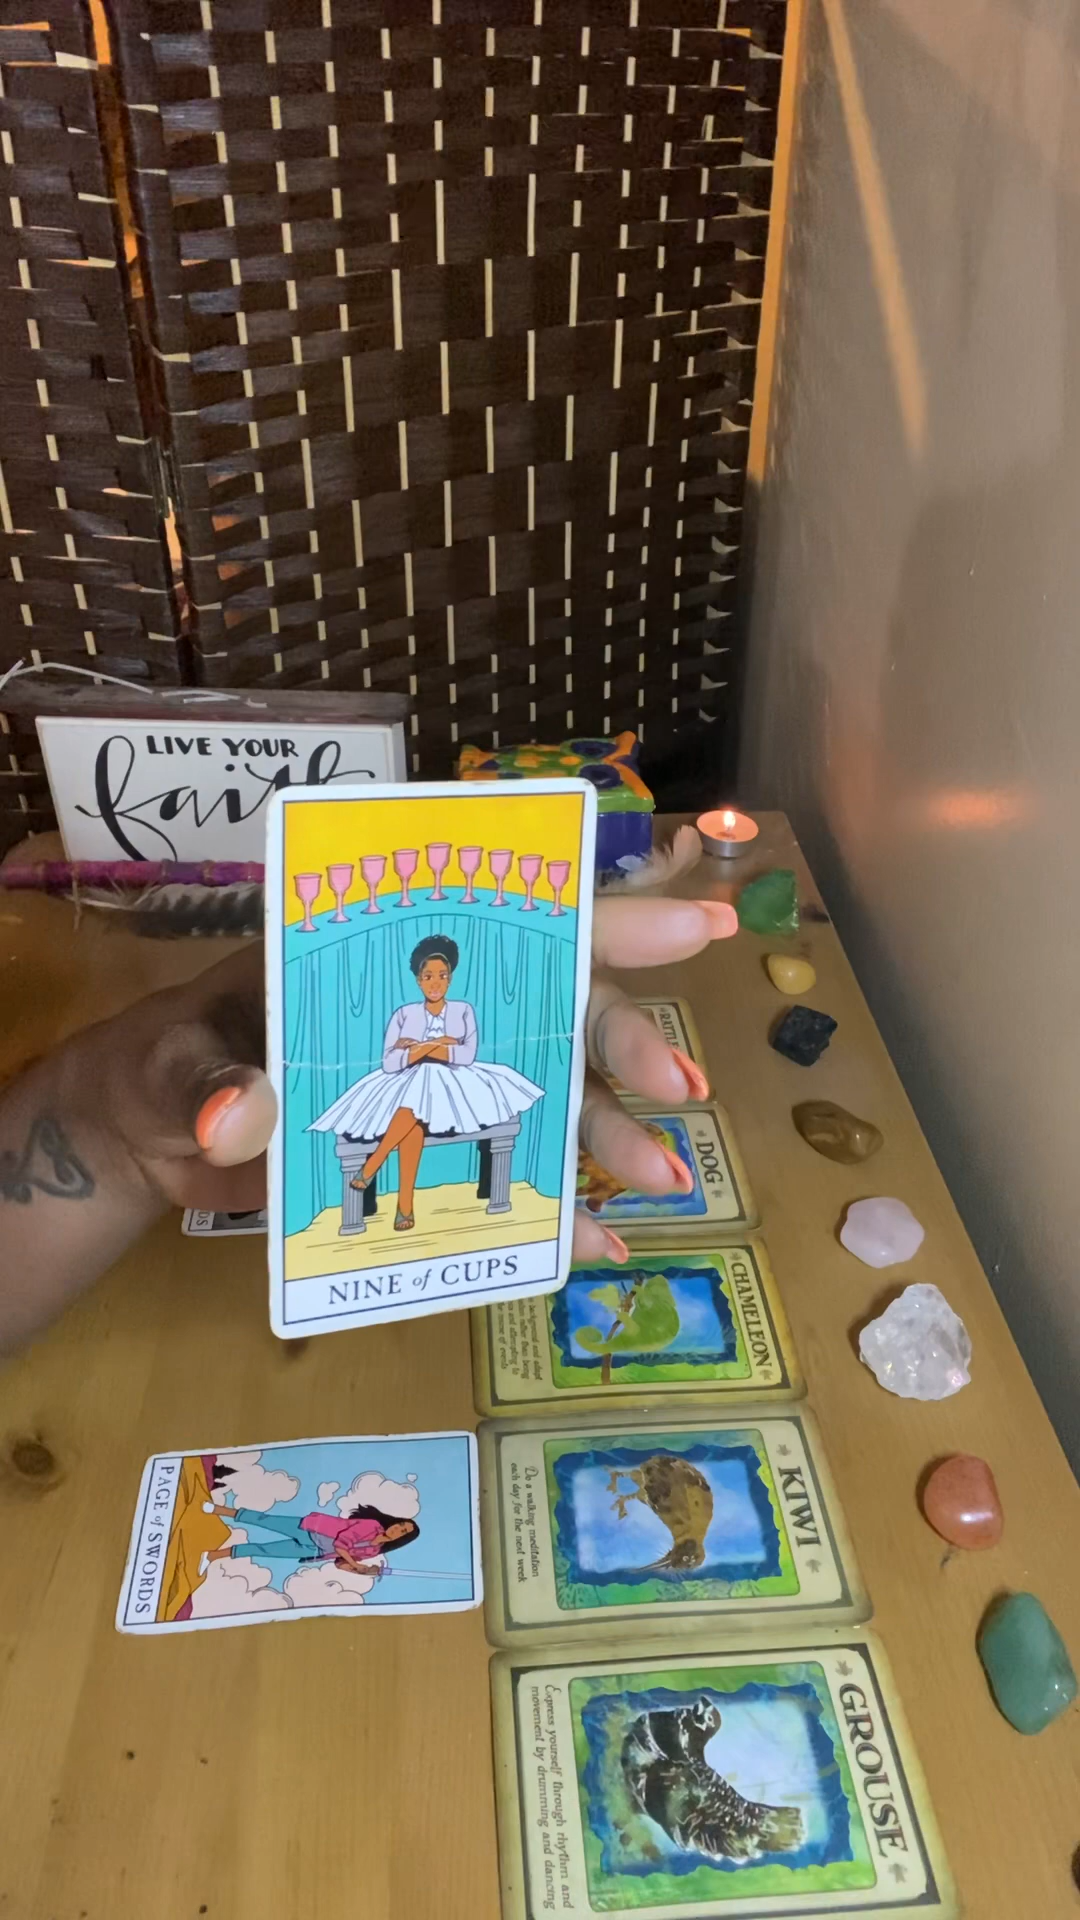 LIVE YOUR
faith
NINE of CUPS
RATTLE
DOG
CHAMELEON
KIWI
Do a walking meditation
each day for the next week
PAGE of SWORDS
GROUSE
Express yourself through rhythm and
movement by drumming and dancing